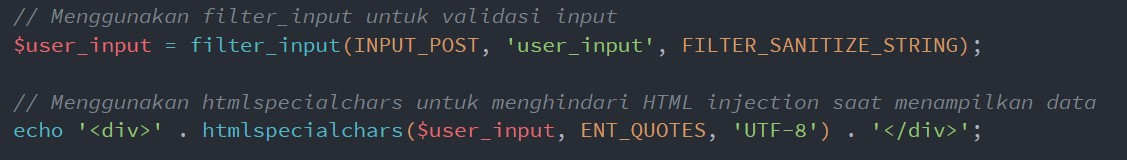 // Menggunakan filter_input untuk validasi input
$user_input = filter_input(INPUT_POST, 'user_input', FILTER_SANITIZE_STRING);
// Menggunakan htmlspecialchars untuk menghindari HTML injection saat menampilkan data
echo '<div>' . htmlspecialchars($user_input, ENT_QUOTES, 'UTF-8') . '</div>';